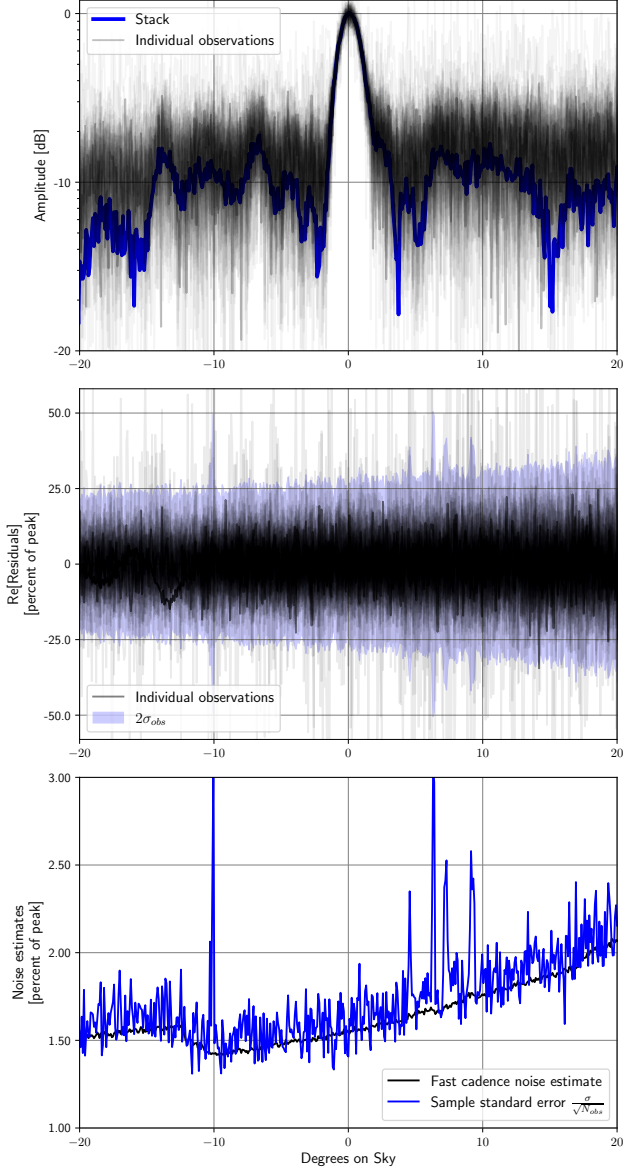 0
-10
-20
Amplitude [dB]
Stack
Individual observations
−20
−10
0
10
20
50.0
25.0
0
-25.0
-50.0
Re[Residuals]
[percent of peak]
Individual observations
2σ_obs
−20
−10
0
10
20
3.00
2.50
2.00
1.50
1.00
Noise estimates
[percent of peak]
Fast cadence noise estimate
Sample standard error σ/√N_obs
−20
−10
0
10
20
Degrees on Sky